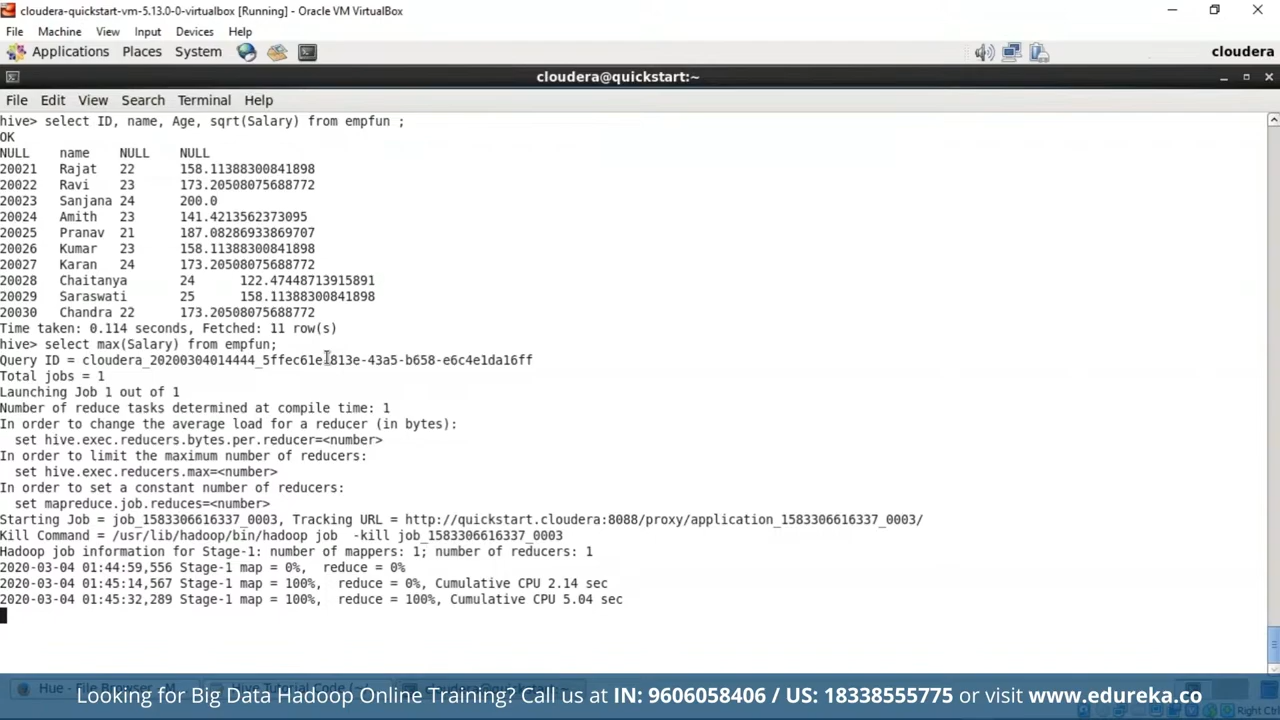 cloudera-quickstart-vm-5.13.0-0-virtualbox [Running] - Oracle VM VirtualBox
File Machine View Input Devices Help
Applications Places System cloudera
cloudera@quickstart:~
File Edit View Search Terminal Help
hive> select ID, name, Age, sqrt(Salary) from empfun ;
OK
NULL name NULL NULL
20021 Rajat 22 158.11388300841898
20022 Ravi 23 173.20508075688772
20023 Sanjana 24 200.0
20024 Amith 23 141.4213562373095
20025 Pranav 21 187.08286933869707
20026 Kumar 23 158.11388300841898
20027 Karan 24 173.20508075688772
20028 Chaitanya 24 122.47448713915891
20029 Saraswati 25 158.11388300841898
20030 Chandra 22 173.20508075688772
Time taken: 0.114 seconds, Fetched: 11 row(s)
hive> select max(Salary) from empfun;
Query ID = cloudera_20200304014444_5ffec61e-813e-43a5-b658-e6c4e1da16ff
Total jobs = 1
Launching Job 1 out of 1
Number of reduce tasks determined at compile time: 1
In order to change the average load for a reducer (in bytes):
set hive.exec.reducers.bytes.per.reducer=<number>
In order to limit the maximum number of reducers:
set hive.exec.reducers.max=<number>
In order to set a constant number of reducers:
set mapreduce.job.reduces=<number>
Starting Job = job_1583306616337_0003, Tracking URL = http://quickstart.cloudera:8088/proxy/application_1583306616337_0003/
Kill Command = /usr/lib/hadoop/bin/hadoop job -kill job_1583306616337_0003
Hadoop job information for Stage-1: number of mappers: 1; number of reducers: 1
2020-03-04 01:44:59,556 Stage-1 map = 0%, reduce = 0%
2020-03-04 01:45:14,567 Stage-1 map = 100%, reduce = 0%, Cumulative CPU 2.14 sec
2020-03-04 01:45:32,289 Stage-1 map = 100%, reduce = 100%, Cumulative CPU 5.04 sec
Looking for Big Data Hadoop Online Training? Call us at IN: 9606058406 / US: 18338555775 or visit www.edureka.co
Right Ctrl